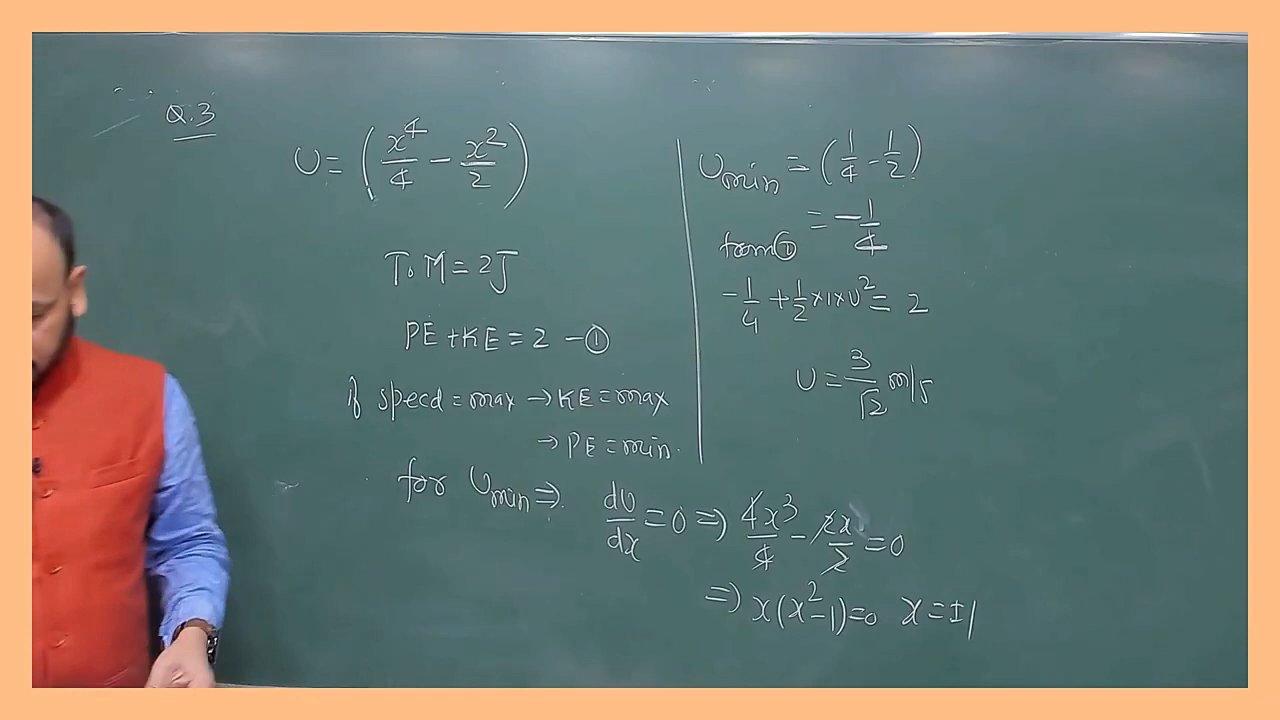 Q.3
U = (x⁴/4 - x²/2)
T.M = 2J
PE + KE = 2 - ①
if speed = max → KE = max
→ PE = min.
for Umin ⇒ dU/dx = 0 ⇒ 4x³/4 - 2x/2 = 0
⇒ x(x² - 1) = 0 x = ±1
Umin = (1/4 - 1/2)
= -1/4
from ①
-1/4 + 1/2 × 1 × υ² = 2
υ = 3/√2 m/s